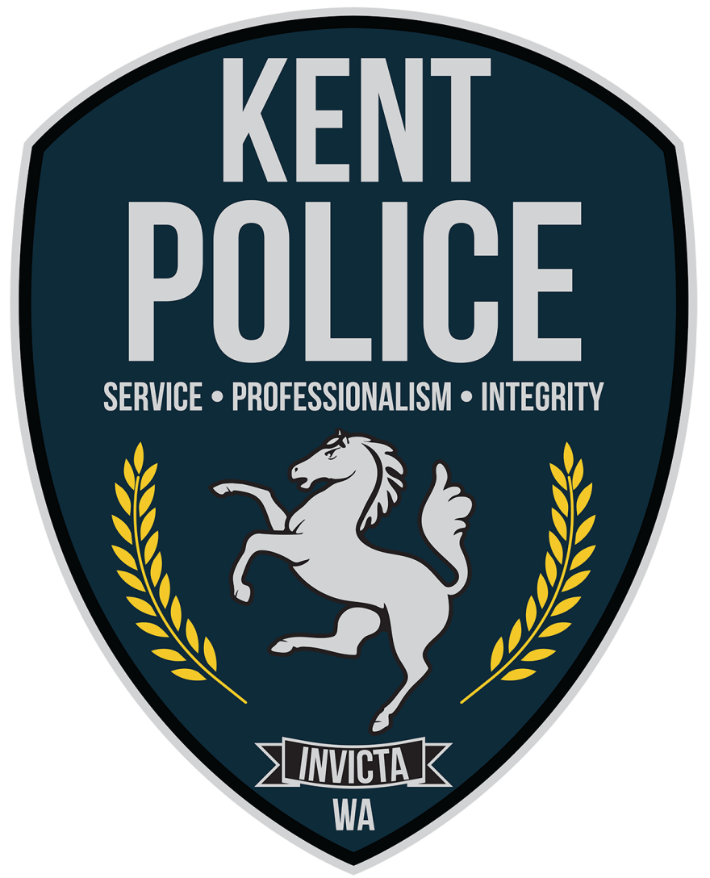 KENT
POLICE
SERVICE • PROFESSIONALISM • INTEGRITY
INVICTA
WA